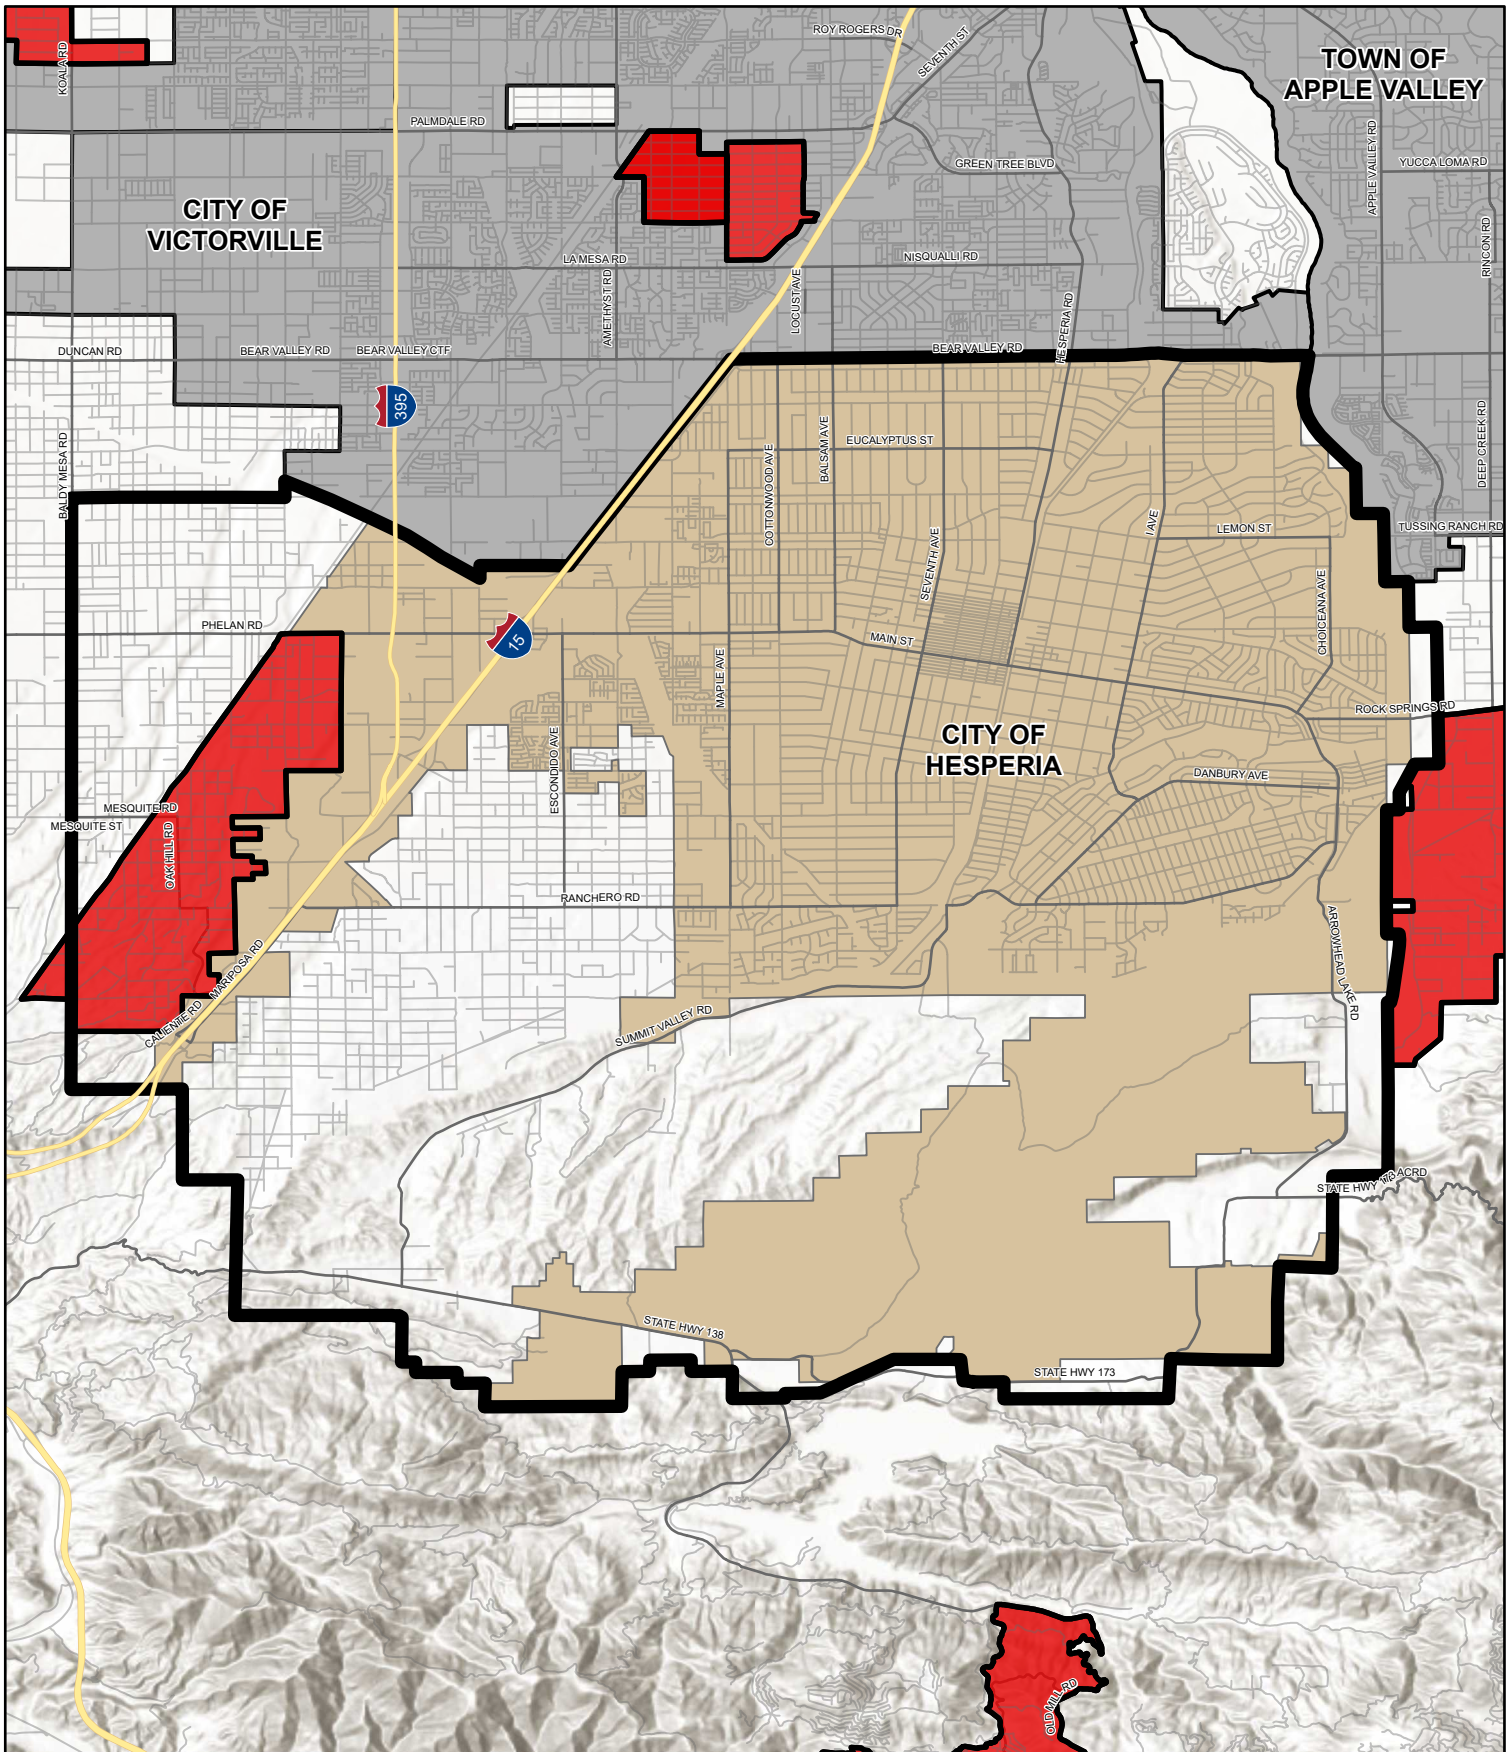 ROY ROGERS DR
SEVENTH ST
TOWN OF
APPLE VALLEY
KOALA RD
PALMDALE RD
GREEN TREE BLVD
APPLE VALLEY RD
YUCCA LOMA RD
CITY OF
VICTORVILLE
RINCON RD
LA MESA RD
NISQUALLI RD
AMETHYST RD
LOCUST AVE
HESPERIA RD
DUNCAN RD
BEAR VALLEY RD
BEAR VALLEY CTF
BEAR VALLEY RD
395
BALDY MESA RD
COTTONWOOD AVE
BALSAM AVE
EUCALYPTUS ST
DEEP CREEK RD
I AVE
LEMON ST
TUSSING RANCH RD
SEVENTH AVE
CHOICEANA AVE
PHELAN RD
15
MAIN ST
MAPLE AVE
ROCK SPRINGS RD
CITY OF
HESPERIA
ESCONDIDO AVE
DANBURY AVE
MESQUITE RD
MESQUITE ST
OAK HILL RD
RANCHERO RD
ARROWHEAD LAKE RD
MARIPOSA RD
CALIENTE RD
SUMMIT VALLEY RD
ACRD
STATE HWY 173
STATE HWY 138
STATE HWY 173
OLD MILL RD